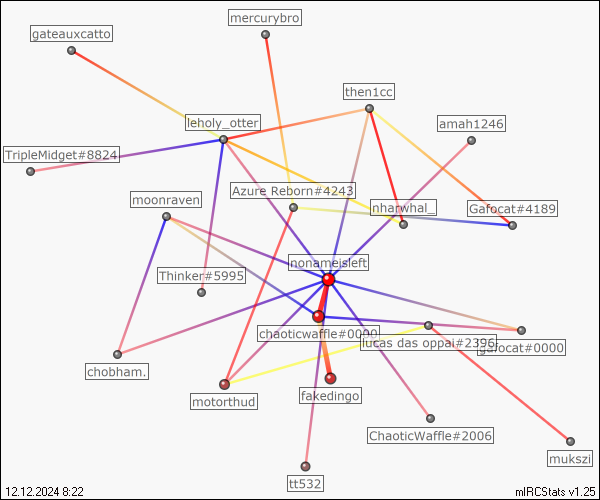 mercurybro
gateauxcatto
then1cc
leholy_otter
amah1246
TripleMidget#8824
Azure Reborn#4243
moonraven
nharwhal_
Gafocat#4189
nonameisleft
Thinker#5995
chaoticwaffle#0000
lucas das oppai#2396
gafocat#0000
chobham.
motorthud
fakedingo
ChaoticWaffle#2006
mukszi
tt532
12.12.2024 8:22
mIRCStats v1.25